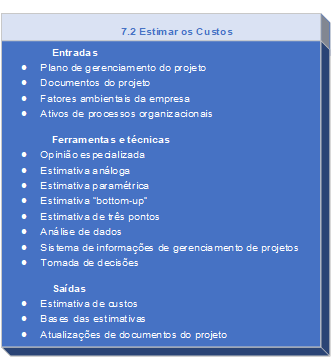 7.2 Estimar os Custos
Entradas
● Plano de gerenciamento do projeto
● Documentos do projeto
● Fatores ambientais da empresa
● Ativos de processos organizacionais
Ferramentas e técnicas
● Opinião especializada
● Estimativa análoga
● Estimativa paramétrica
● Estimativa “bottom-up”
● Estimativa de três pontos
● Análise de dados
● Sistema de informações de gerenciamento de projetos
● Tomada de decisões
Saídas
● Estimativa de custos
● Bases das estimativas
● Atualizações de documentos do projeto